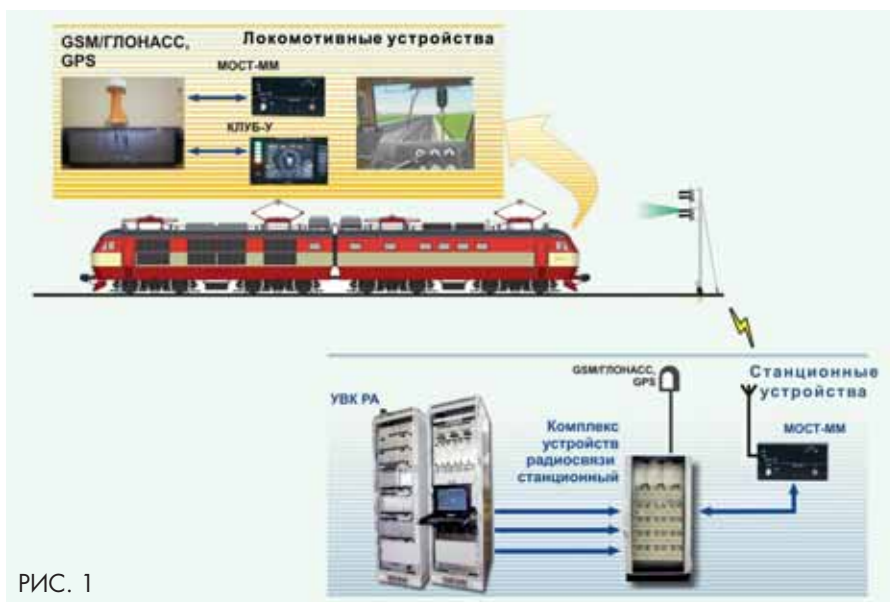 GSM/ГЛОНАСС,
GPS
Локомотивные устройства
МОСТ-ММ
КЛУБ-У
GSM/ГЛОНАСС,
GPS
Станционные
устройства
УВК РА
Комплекс
устройств
радиосвязи
станционный
МОСТ-ММ
РИС. 1